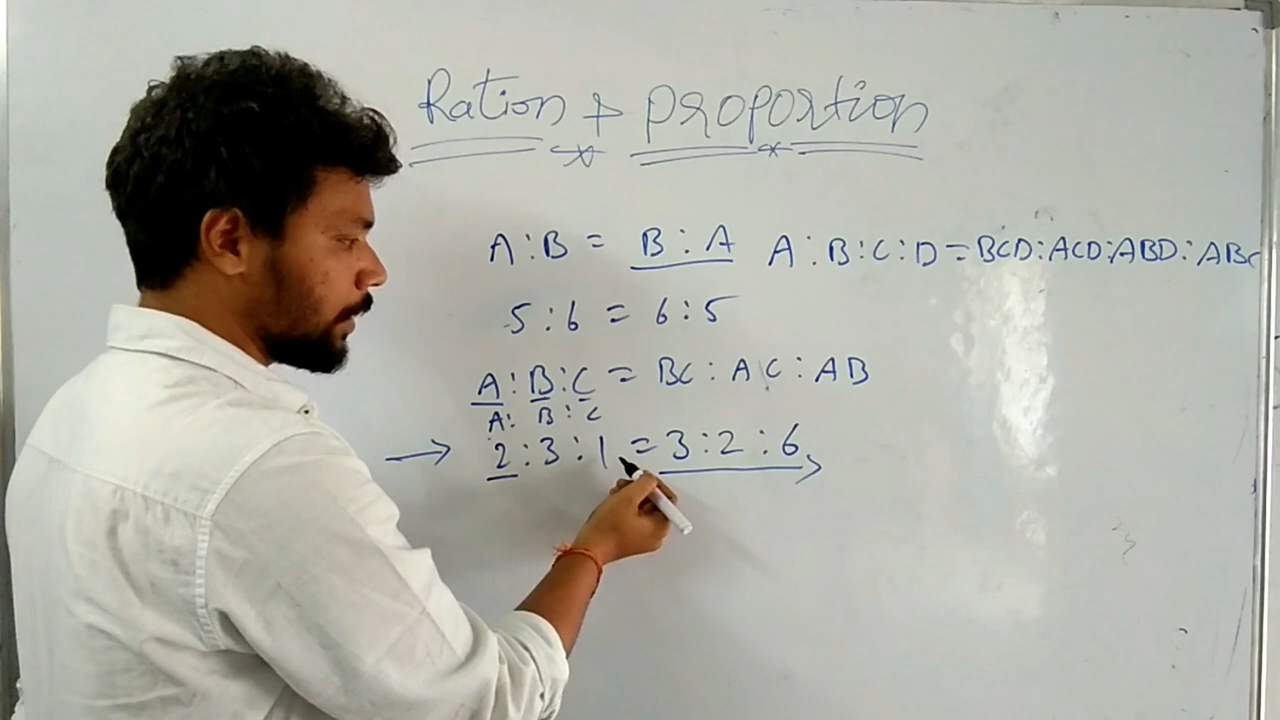 Ration & proportion
A:B = B:A A:B:C:D = BCD:ACD:ABD:ABC
5:6 = 6:5
A:B:C = BC:AC:AB
A: B: C
2:3:1 = 3:2:6